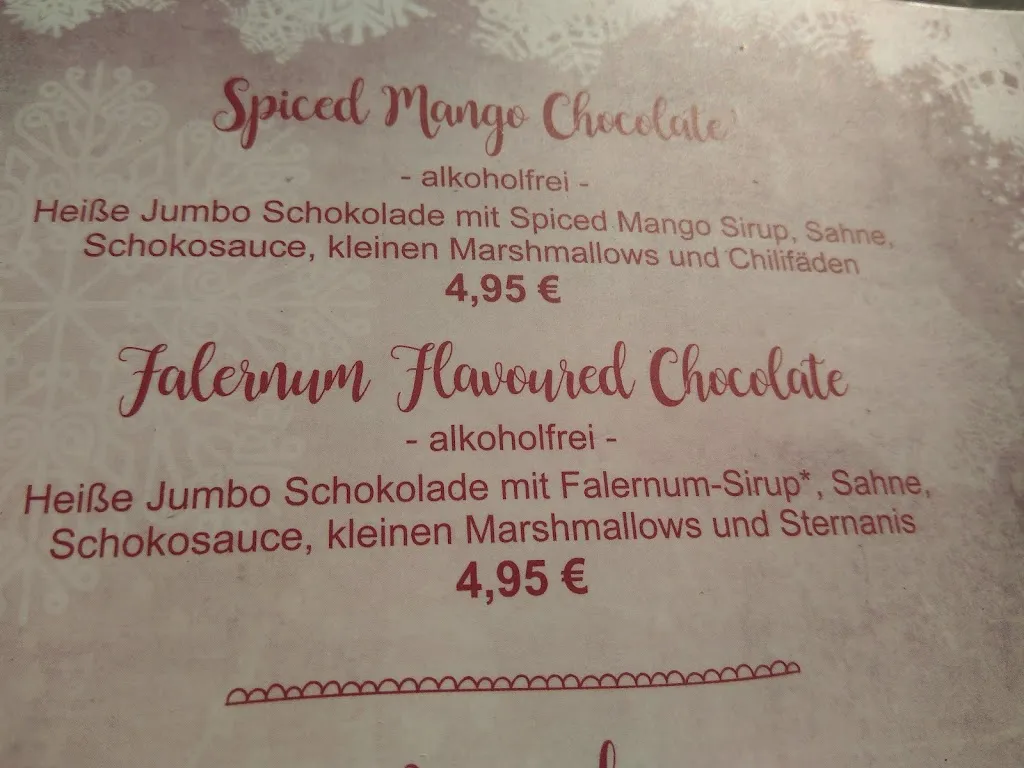 Spiced Mango Chocolate
- alkoholfrei -
Heiße Jumbo Schokolade mit Spiced Mango Sirup, Sahne,
Schokosauce, kleinen Marshmallows und Chilifäden
4,95 €
Falernum Flavoured Chocolate
- alkoholfrei -
Heiße Jumbo Schokolade mit Falernum-Sirup*, Sahne,
Schokosauce, kleinen Marshmallows und Sternanis
4,95 €